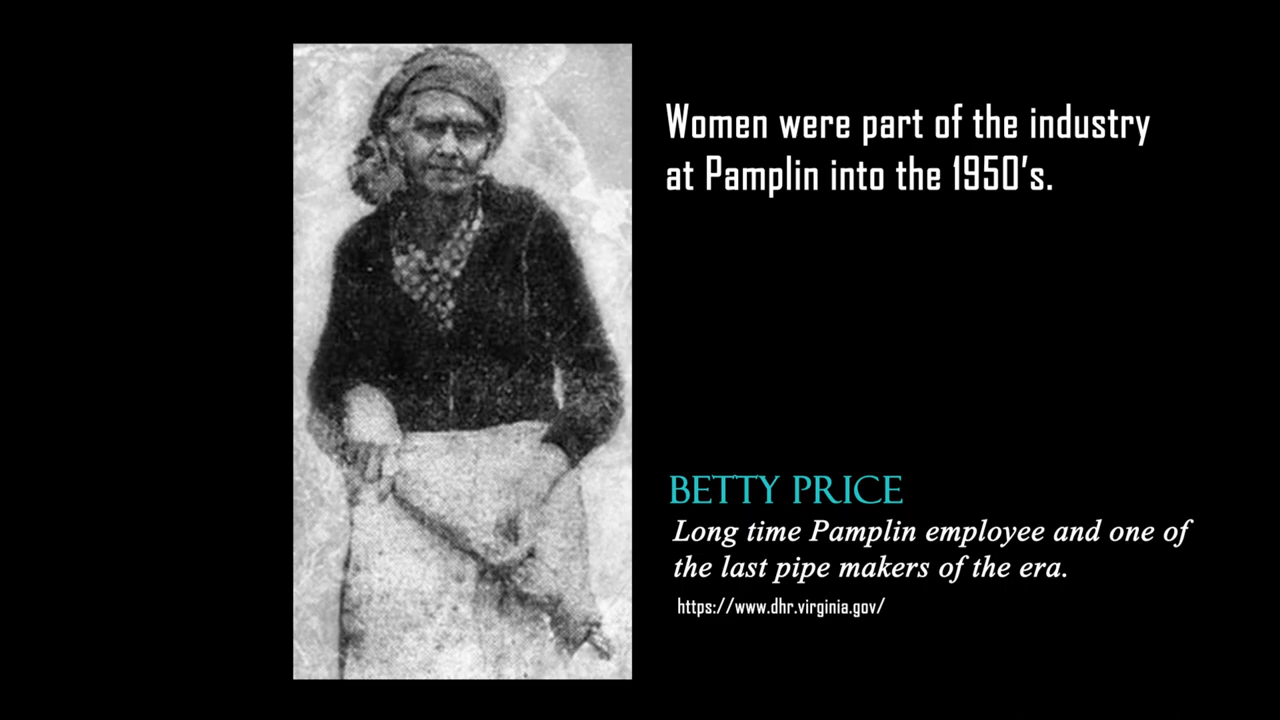 Women were part of the industry
at Pamplin into the 1950's.
BETTY PRICE
Long time Pamplin employee and one of
the last pipe makers of the era.
https://www.dhr.virginia.gov/